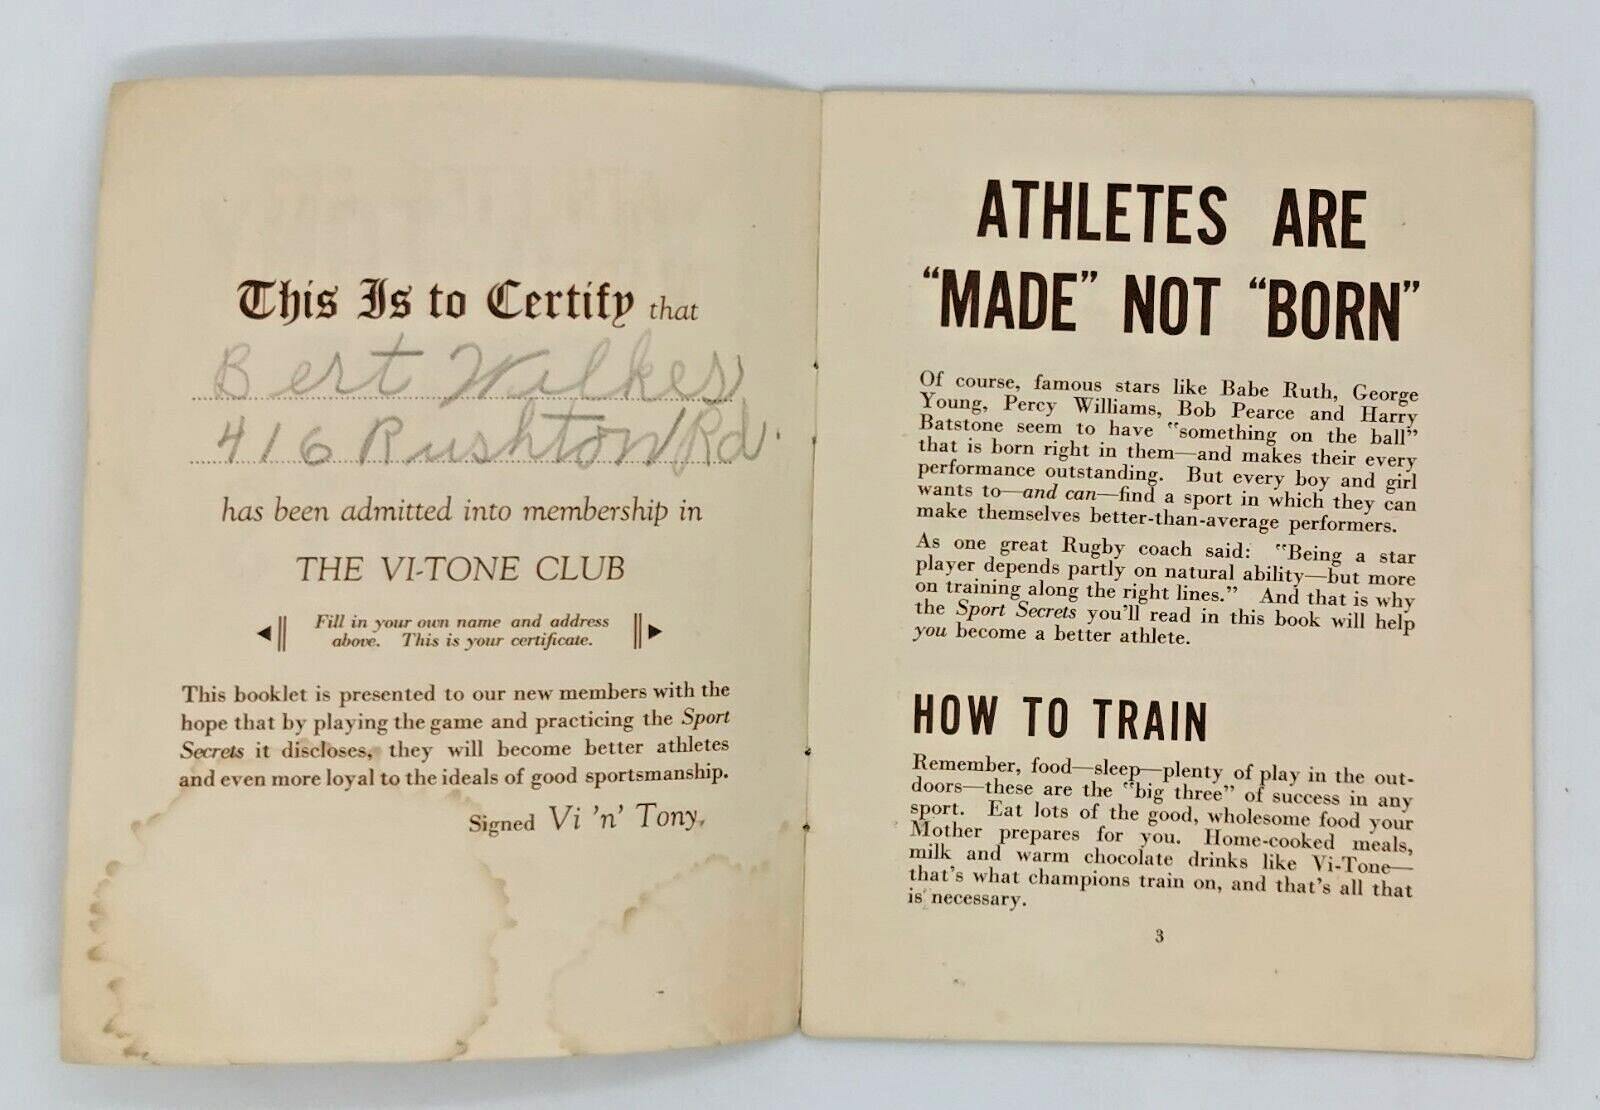 This Is to Certify that
Bert Wilkes
416 Rushton Rd.
has been admitted into membership in
THE VI-TONE CLUB
Fill in your own name and address
above. This is your certificate.
This booklet is presented to our new members with the
hope that by playing the game and practicing the Sport
Secrets it discloses, they will become better athletes
and even more loyal to the ideals of good sportsmanship.
Signed Vi 'n' Tony.
ATHLETES ARE
"MADE" NOT "BORN"
Of course, famous stars like Babe Ruth, George
Young, Percy Williams, Bob Pearce and Harry
Batstone seem to have "something on the ball"
that is born right in them—and makes their every
performance outstanding. But every boy and girl
wants to—and can—find a sport in which they can
make themselves better-than-average performers.
As one great Rugby coach said: "Being a star
player depends partly on natural ability—but more
on training along the right lines." And that is why
the Sport Secrets you'll read in this book will help
you become a better athlete.
HOW TO TRAIN
Remember, food—sleep—plenty of play in the out-
doors—these are the "big three" of success in any
sport. Eat lots of the good, wholesome food your
Mother prepares for you. Home-cooked meals,
milk and warm chocolate drinks like Vi-Tone—
that's what champions train on, and that's all that
is necessary.
3